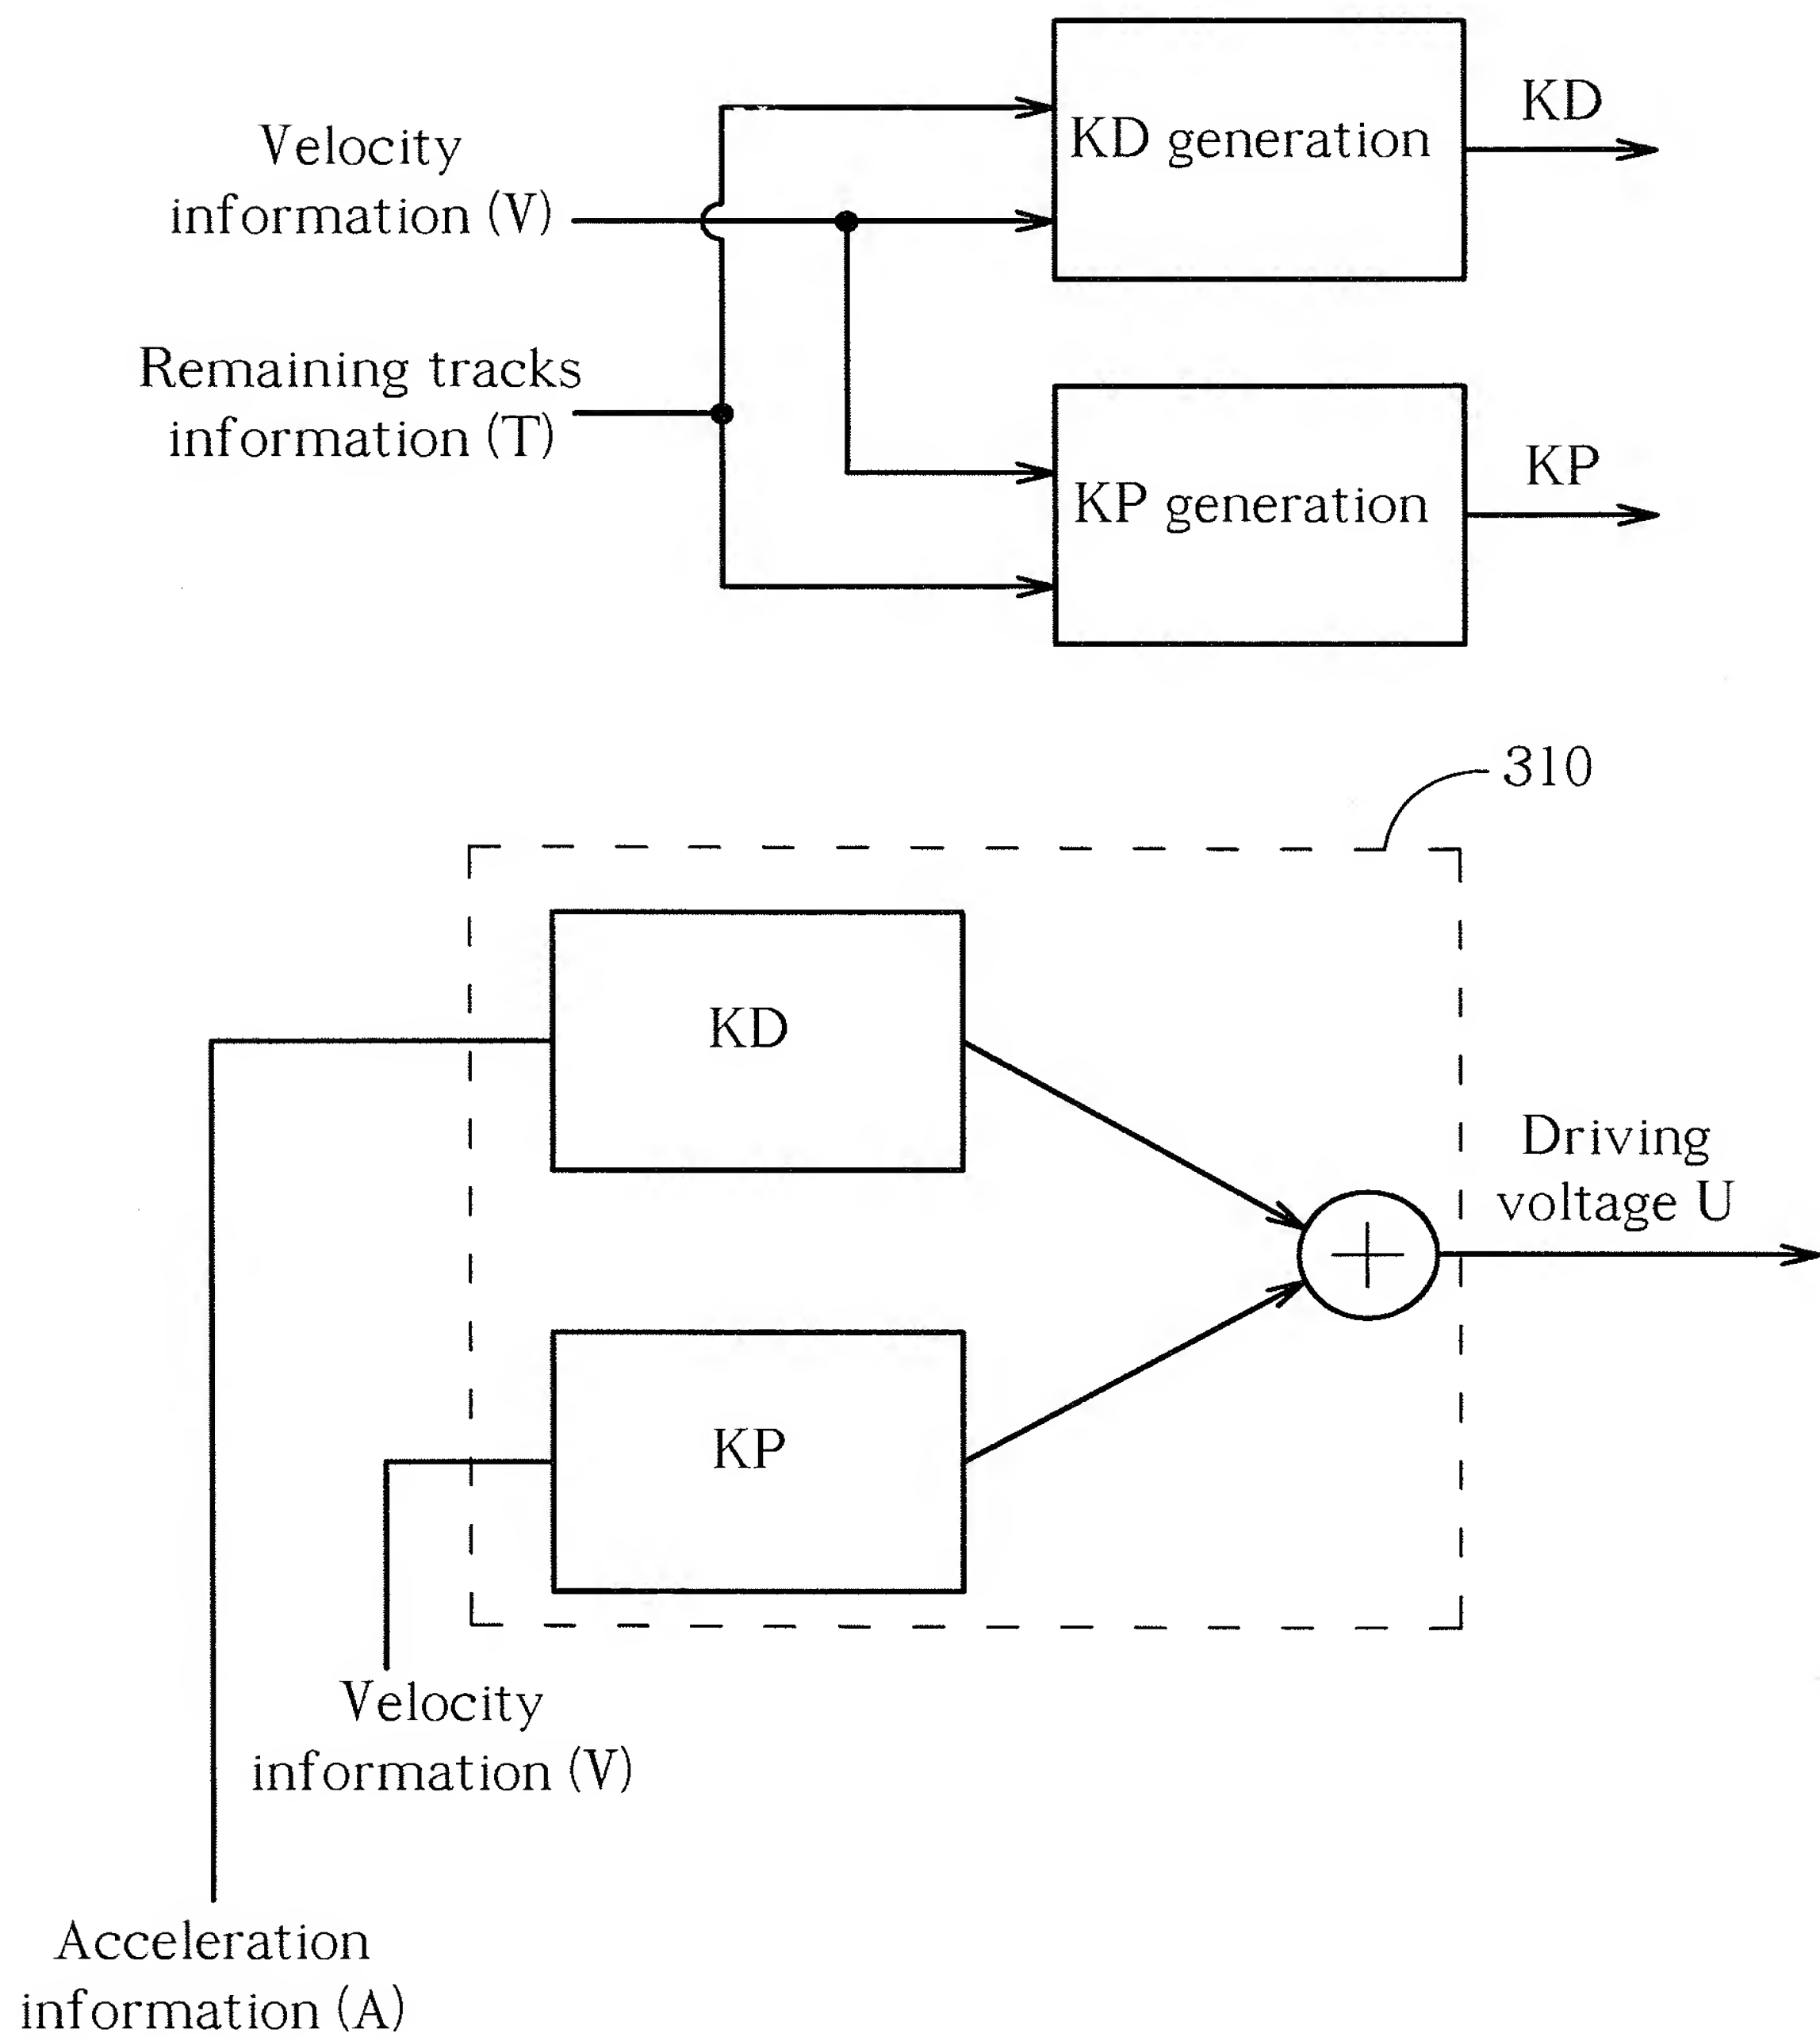 KD
Velocity
information (V)
KD generation
Remaining tracks
information (T)
KP
KP generation
310
KD
Driving
voltage U
+
KP
Velocity
information (V)
Acceleration
information (A)